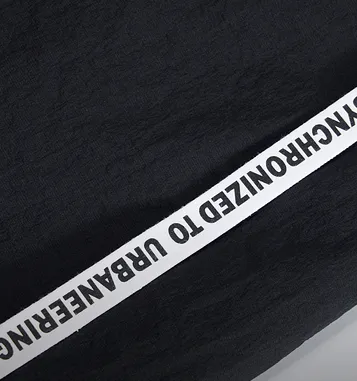 SYNCHRONIZED TO URBANEERING